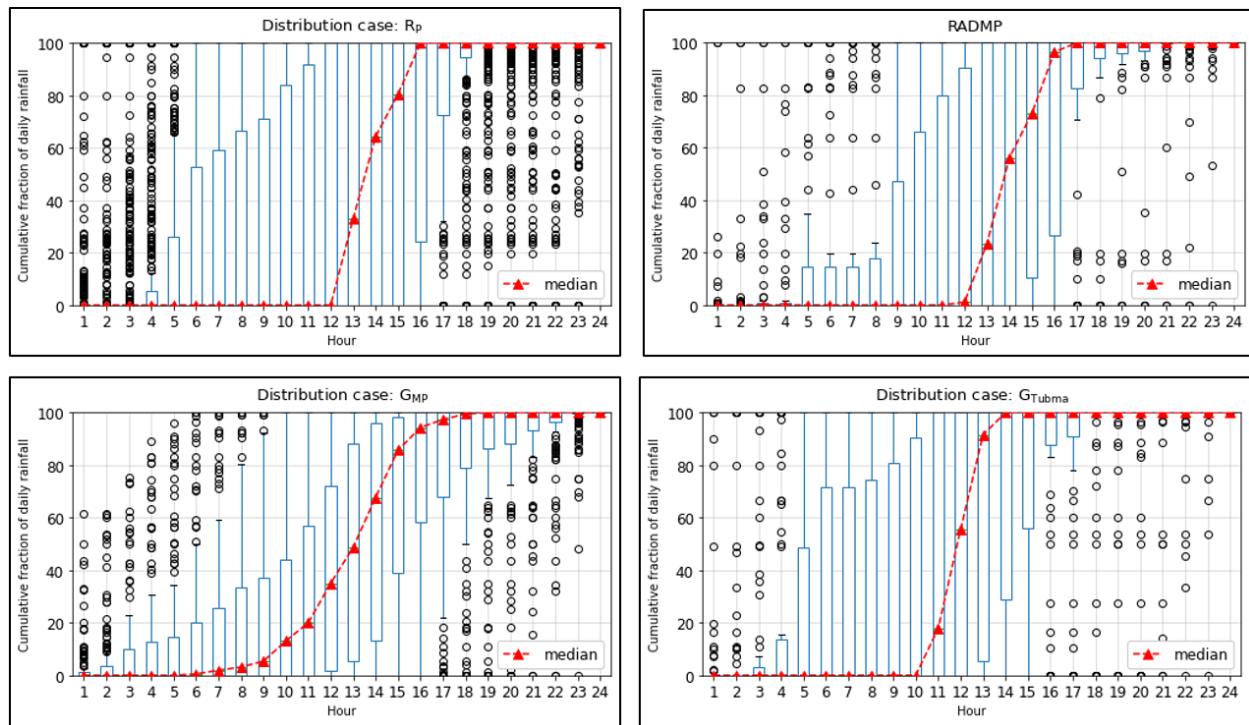 Distribution case: RP
Cumulative fraction of daily rainfall
100
80
60
40
20
0
median
1 2 3 4 5 6 7 8 9 10 11 12 13 14 15 16 17 18 19 20 21 22 23 24
Hour
RADMP
Cumulative fraction of daily rainfall
100
80
60
40
20
0
median
1 2 3 4 5 6 7 8 9 10 11 12 13 14 15 16 17 18 19 20 21 22 23 24
Hour
Distribution case: GMP
Cumulative fraction of daily rainfall
100
80
60
40
20
0
median
1 2 3 4 5 6 7 8 9 10 11 12 13 14 15 16 17 18 19 20 21 22 23 24
Hour
Distribution case: GTubma
Cumulative fraction of daily rainfall
100
80
60
40
20
0
median
1 2 3 4 5 6 7 8 9 10 11 12 13 14 15 16 17 18 19 20 21 22 23 24
Hour